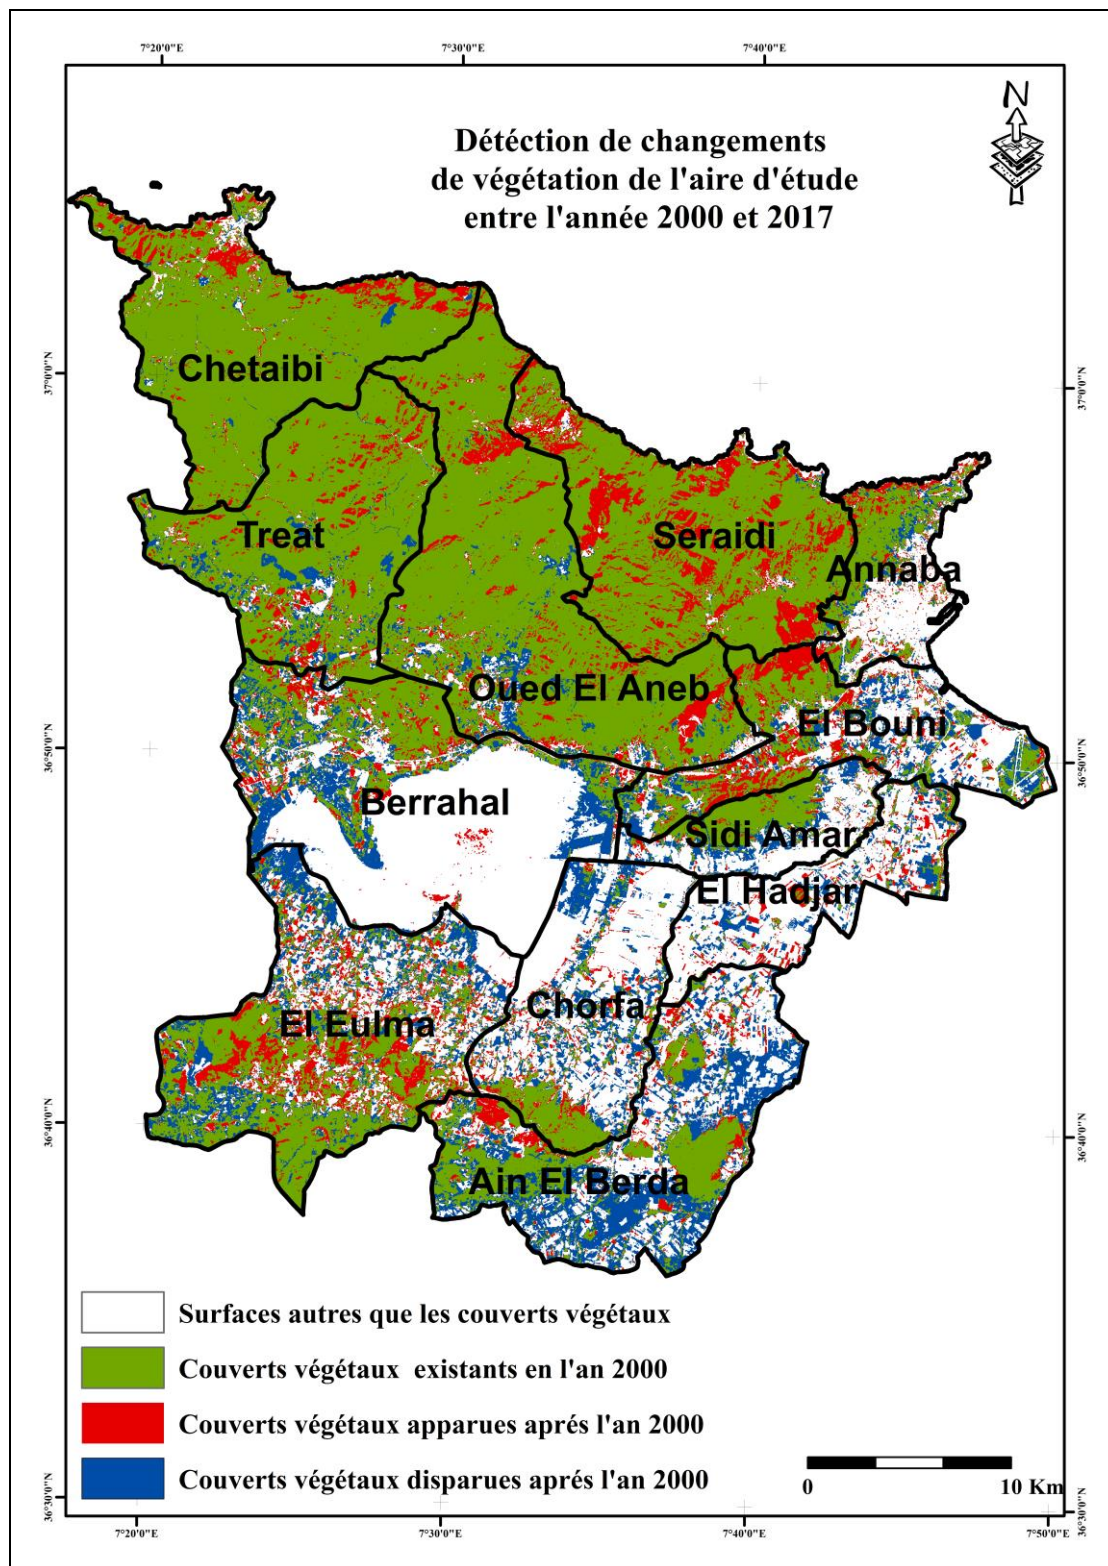 7°20'0"E
7°30'0"E
7°40'0"E
N
Détéction de changements
de végétation de l'aire d'étude
entre l'année 2000 et 2017
37°0'0"N
37°0'0"N
Chetaibi
Treat
Seraidi
Annaba
Oued El Aneb
El Bouni
36°50'0"N
36°50'0"N
Berrahal
Sidi Amar
El Hadjar
Chorfa
El Eulma
36°40'0"N
36°40'0"N
Ain El Berda
Surfaces autres que les couverts végétaux
Couverts végétaux existants en l'an 2000
Couverts végétaux apparues aprés l'an 2000
Couverts végétaux disparues aprés l'an 2000
0 10 Km
36°30'0"N
36°30'0"N
7°20'0"E
7°30'0"E
7°40'0"E
7°50'0"E